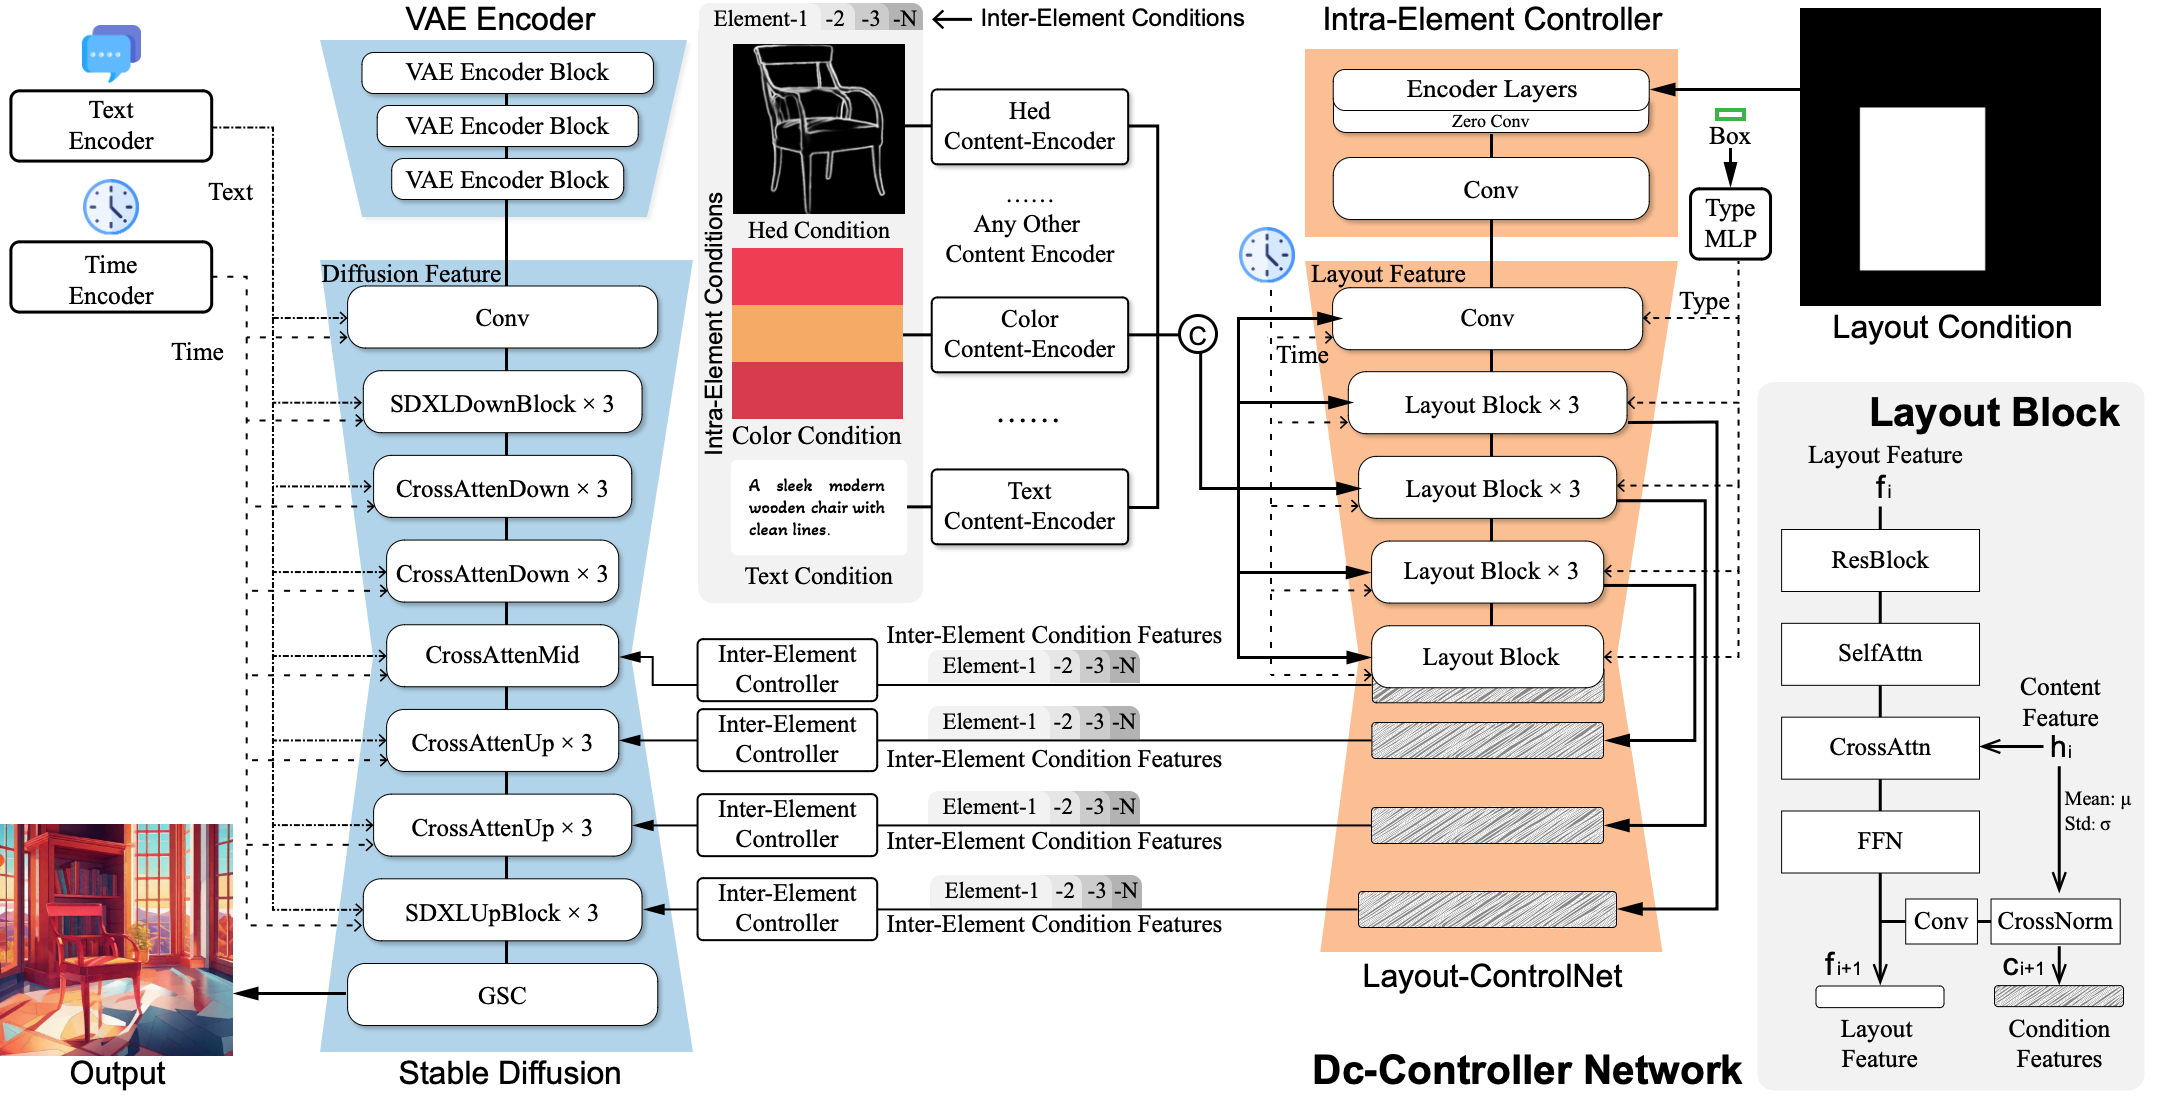 VAE Encoder
VAE Encoder Block
VAE Encoder Block
VAE Encoder Block
Text
Encoder
Text
Time
Encoder
Time
Diffusion Feature
Conv
SDXLDownBlock × 3
CrossAttenDown × 3
CrossAttenDown × 3
CrossAttenMid
CrossAttenUp × 3
CrossAttenUp × 3
SDXLUpBlock × 3
GSC
Output
Stable Diffusion
Element-1 -2 -3 -N
Inter-Element Conditions
Intra-Element Conditions
Hed Condition
Color Condition
A sleek modern
wooden chair with
clean lines.
Text Condition
Hed
Content-Encoder
......
Any Other
Content Encoder
Color
Content-Encoder
......
Text
Content-Encoder
C
Inter-Element
Controller
Inter-Element Condition Features
Element-1 -2 -3 -N
Inter-Element
Controller
Element-1 -2 -3 -N
Inter-Element Condition Features
Inter-Element
Controller
Element-1 -2 -3 -N
Inter-Element Condition Features
Inter-Element
Controller
Element-1 -2 -3 -N
Inter-Element Condition Features
Intra-Element Controller
Encoder Layers
Zero Conv
Conv
Box
Type
MLP
Layout Feature
Conv
Time
Type
Layout Block × 3
Layout Block × 3
Layout Block × 3
Layout Block
Layout-ControlNet
Layout Condition
Layout Block
Layout Feature
fi
ResBlock
SelfAttn
Content
Feature
CrossAttn
hi
Mean: μ
Std: σ
FFN
Conv
CrossNorm
fi+1
ci+1
Layout
Feature
Condition
Features
Dc-Controller Network